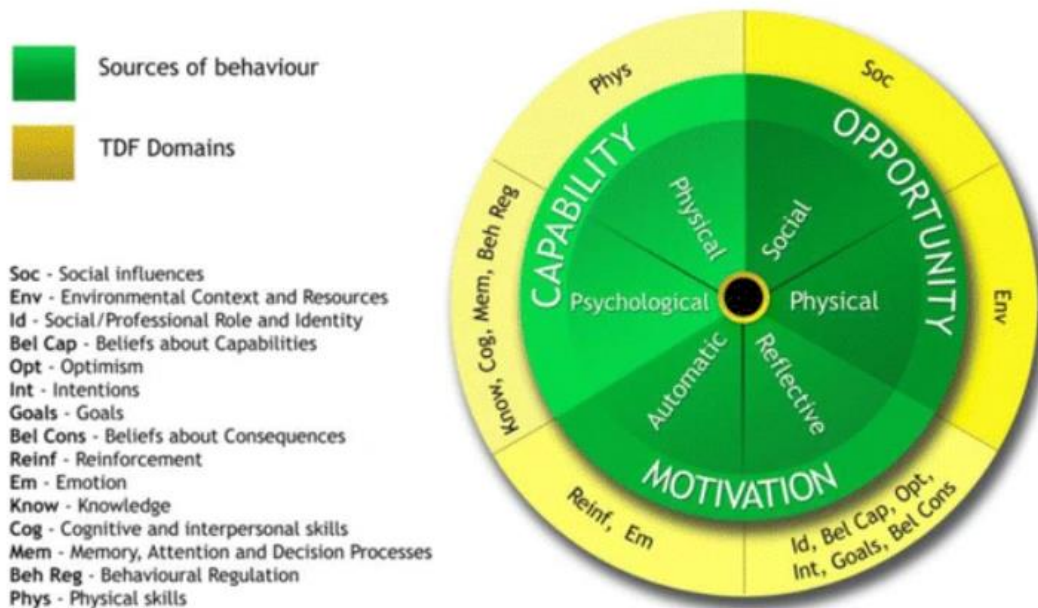 Sources of behaviour
TDF Domains
Soc - Social influences
Env - Environmental Context and Resources
Id - Social/Professional Role and Identity
Bel Cap - Beliefs about Capabilities
Opt - Optimism
Int - Intentions
Goals - Goals
Bel Cons - Beliefs about Consequences
Reinf - Reinforcement
Em - Emotion
Know - Knowledge
Cog - Cognitive and interpersonal skills
Mem - Memory, Attention and Decision Processes
Beh Reg - Behavioural Regulation
Phys - Physical skills
Phys
Soc
Env
Id, Bel Cap, Opt,
Int, Goals, Bel Cons
Reinf, Em
Know, Cog, Mem, Beh Reg
CAPABILITY
OPPORTUNITY
MOTIVATION
Physical
Social
Psychological
Physical
Automatic
Reflective